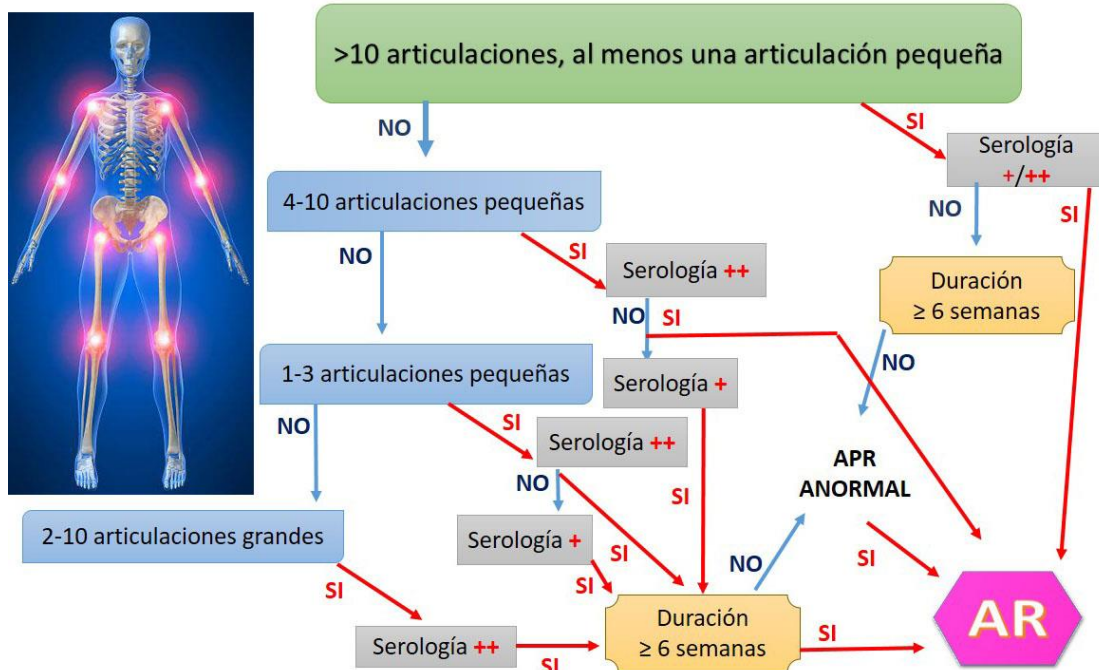 >10 articulaciones, al menos una articulación pequeña
NO
SI
Serología
+/++
4-10 articulaciones pequeñas
NO
SI
NO
SI
Serología ++
Duración
≥ 6 semanas
NO
SI
NO
1-3 articulaciones pequeñas
Serología +
NO
SI
Serología ++
APR
ANORMAL
NO
SI
2-10 articulaciones grandes
Serología +
SI
SI
NO
SI
SI
AR
Duración
≥ 6 semanas
SI
Serología ++
SI